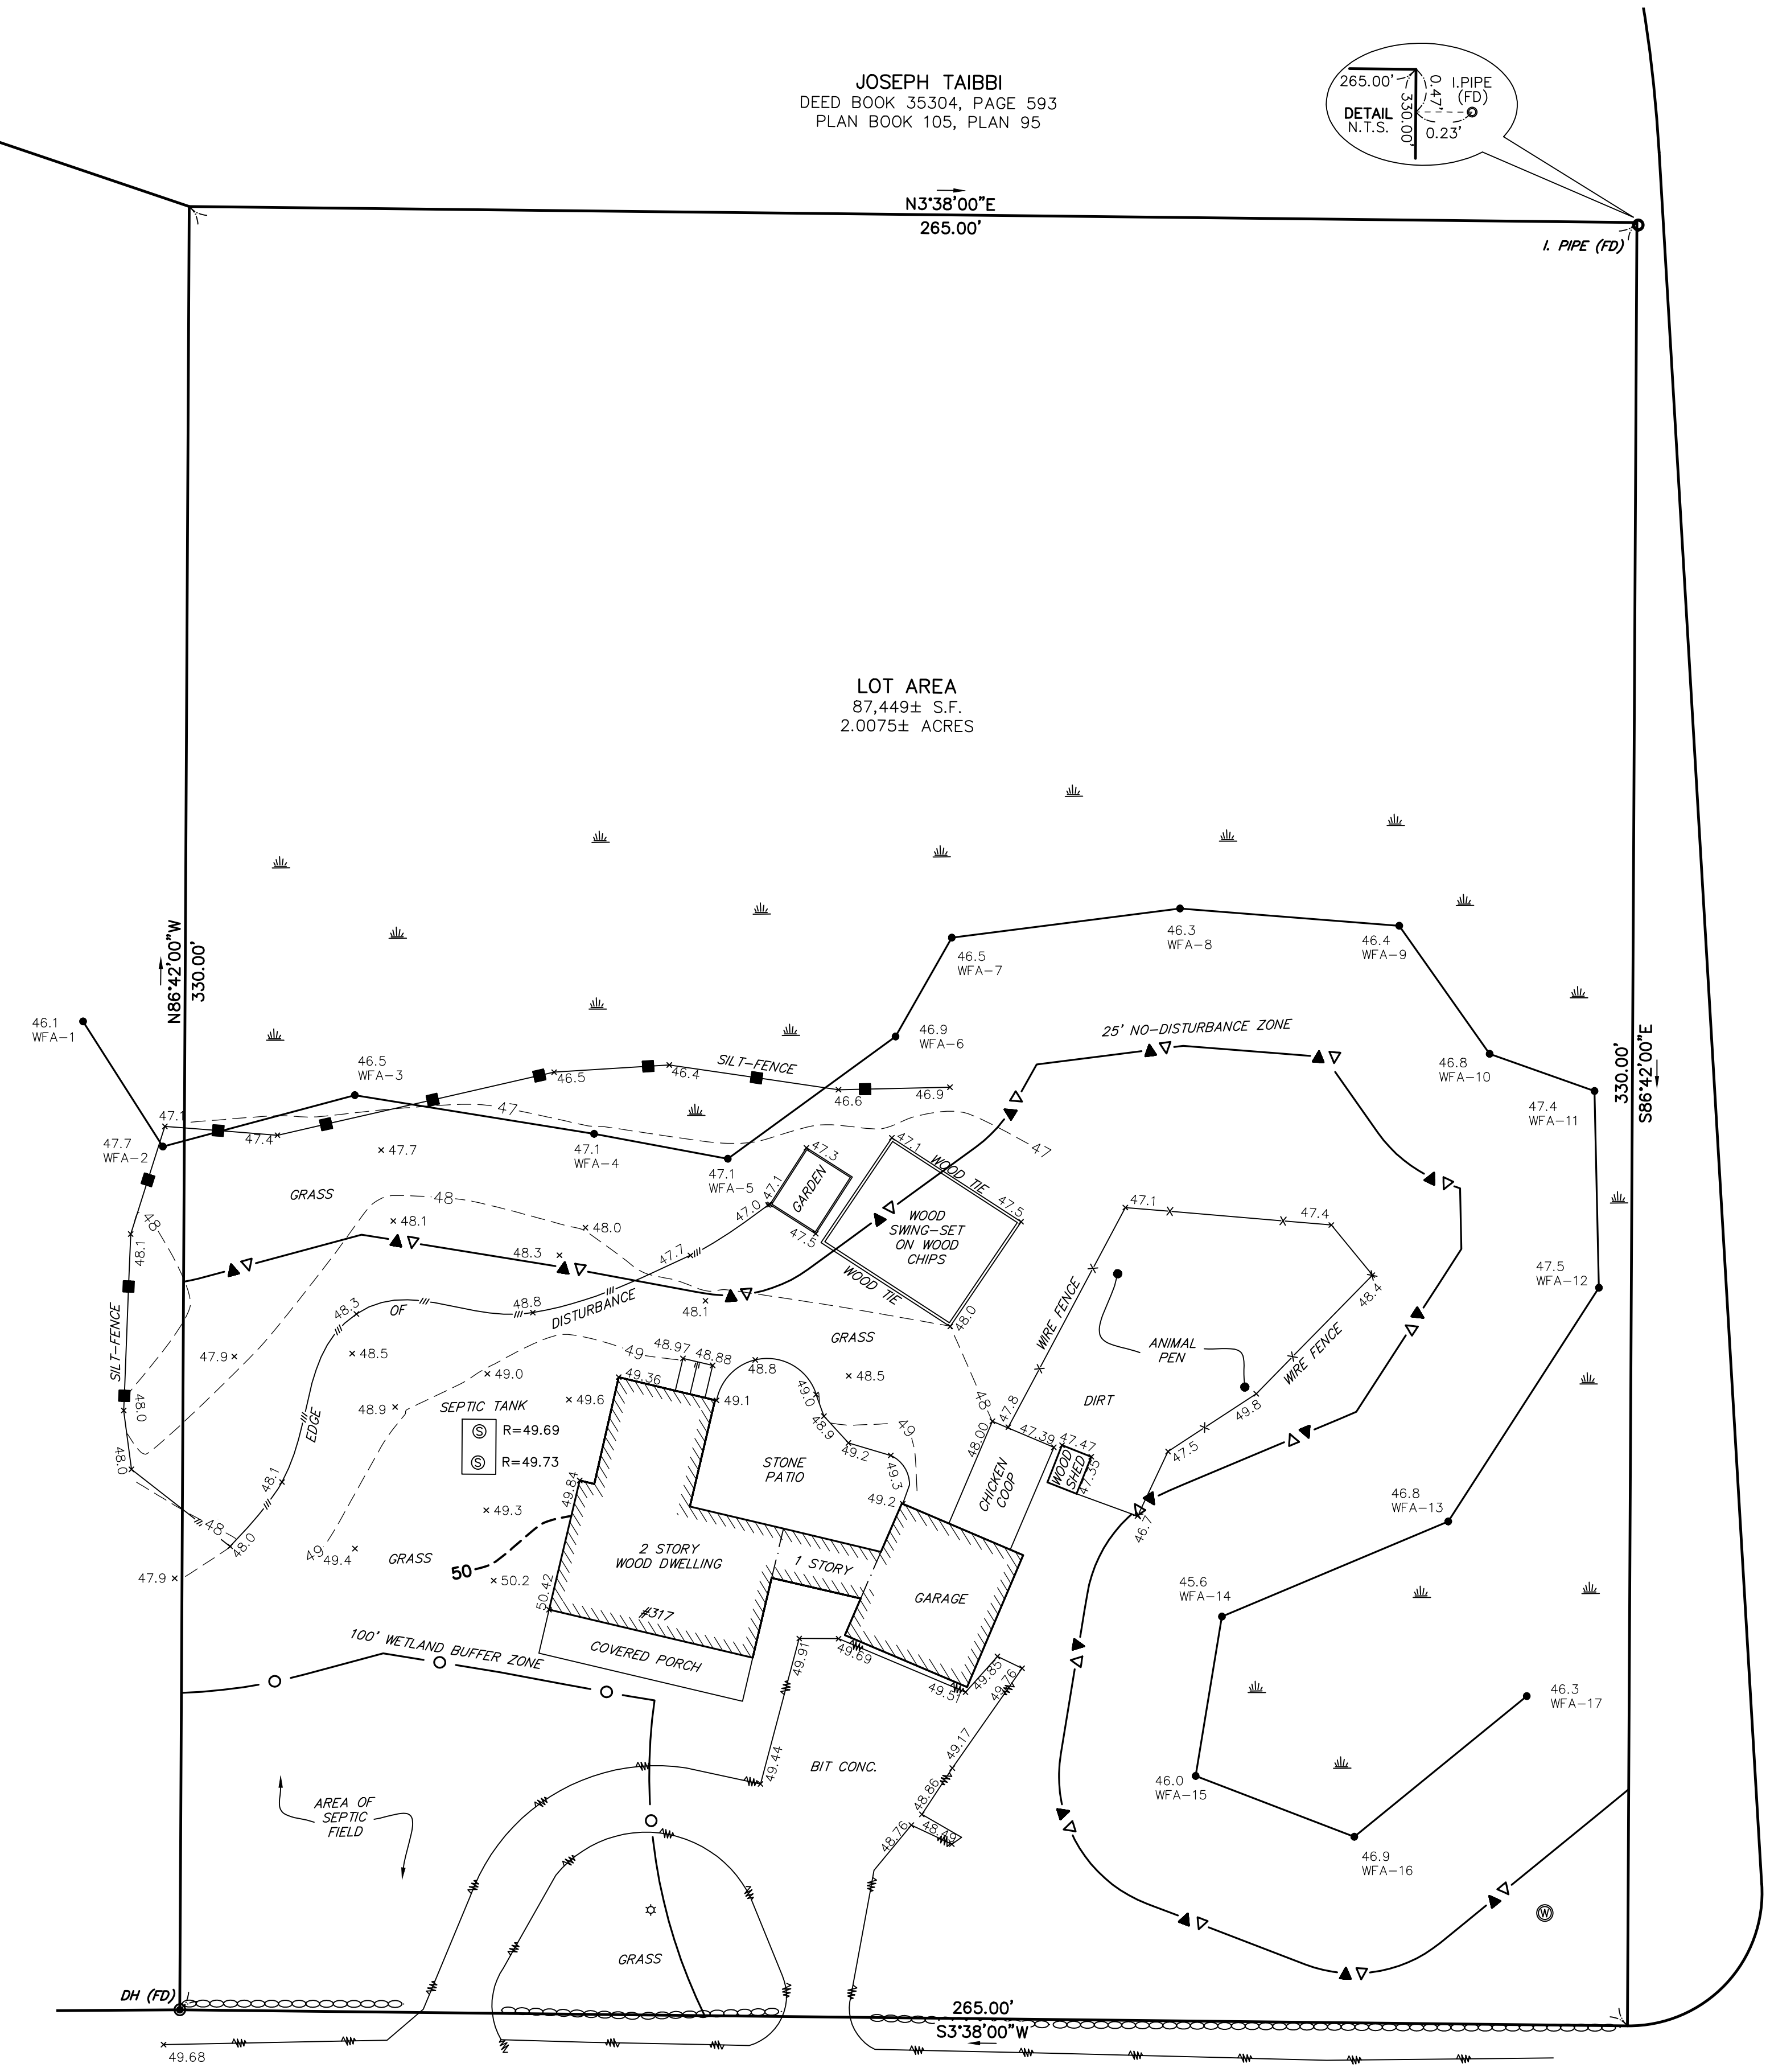 JOSEPH TAIBBI
DEED BOOK 35304, PAGE 593
PLAN BOOK 105, PLAN 95
265.00'
0.47'
I.PIPE
(FD)
DETAIL
N.T.S.
330.00'
0.23'
N3°38'00"E
265.00'
I. PIPE (FD)
LOT AREA
87,449± S.F.
2.0075± ACRES
N86°42'00"W
330.00'
46.3
WFA-8
46.4
WFA-9
46.5
WFA-7
46.1
WFA-1
46.9
WFA-6
25' NO-DISTURBANCE ZONE
330.00'
S86°42'00"E
46.5
WFA-3
SILT-FENCE
46.5
46.4
46.6
46.9
46.8
WFA-10
47.4
WFA-11
47.1
47.4
47
47.7
WFA-2
47.7
47.1
WFA-4
47.1
WFA-5
47.3
47.1
GARDEN
47.0
47.5
47.1
WOOD TIE
47
47.5
WOOD
SWING-SET
ON WOOD
CHIPS
WOOD TIE
48.0
GRASS
48
48
48.1
48.1
48.0
48.3
47.7
47.1
47.4
47.5
WFA-12
48.4
WIRE FENCE
WIRE FENCE
ANIMAL
PEN
DIRT
49.8
47.5
SILT-FENCE
48.3
OF
48.8
DISTURBANCE
48.1
GRASS
47.9
48.5
48.0
49.0
49
48.97
48.88
49.36
48.8
48.5
49.1
49.0
48.9
49.2
49.3
49
49.2
48
48.00
47.8
47.39
47.47
WOOD
SHED
47.35
CHICKEN
COOP
46.7
48.9
49.6
SEPTIC TANK
S R=49.69
S R=49.73
EDGE
48.1
48.0
48
48.0
47.9
49
49.4
49.3
GRASS
50
50.2
49.84
50.42
STONE
PATIO
2 STORY
WOOD DWELLING
1 STORY
GARAGE
#317
COVERED PORCH
46.8
WFA-13
45.6
WFA-14
46.3
WFA-17
46.0
WFA-15
46.9
WFA-16
100' WETLAND BUFFER ZONE
49.91
49.69
49.57
49.85
49.76
49.17
49.44
BIT CONC.
48.86
48.76
48.49
AREA OF
SEPTIC
FIELD
W
GRASS
DH (FD)
265.00'
S3°38'00"W
49.68